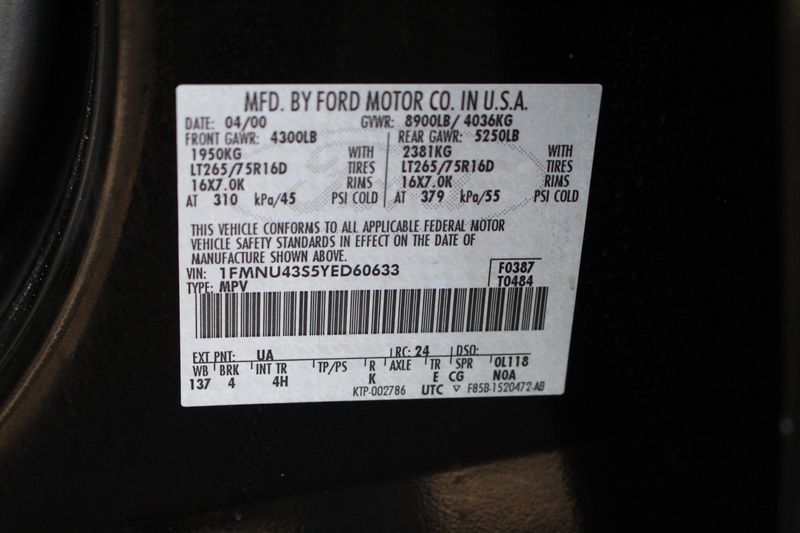 MFD. BY FORD MOTOR CO. IN U.S.A.
DATE: 04/00 GVWR: 8900LB/ 4036KG
FRONT GAWR: 4300LB REAR GAWR: 5250LB
1950KG WITH 2381KG WITH
LT265/75R16D TIRES LT265/75R16D TIRES
16X7.0K RIMS 16X7.0K RIMS
AT 310 kPa/45 PSI COLD AT 379 kPa/55 PSI COLD
THIS VEHICLE CONFORMS TO ALL APPLICABLE FEDERAL MOTOR
VEHICLE SAFETY STANDARDS IN EFFECT ON THE DATE OF
MANUFACTURE SHOWN ABOVE.
VIN: 1FMNU43S5YED60633 F0387
TYPE: MPV T0484
EXT PNT: UA RC: 24 DSO:
WB BRK INT TR TP/PS R AXLE TR SPR OL118
137 4 4H K E CG NOA
KTP-002786 UTC ▽ F85B-1520472-AB